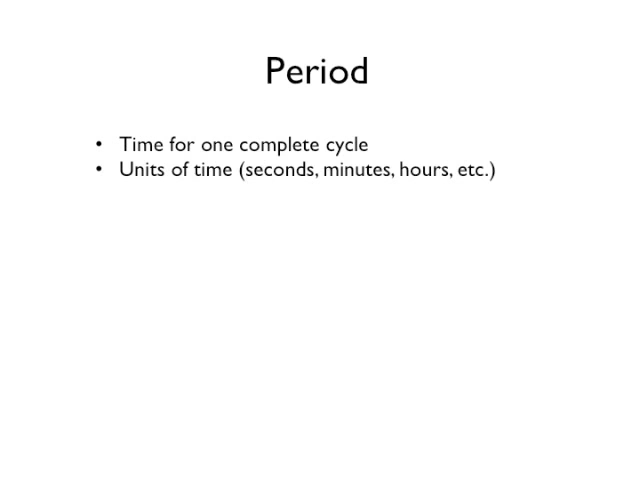 Period
• Time for one complete cycle
• Units of time (seconds, minutes, hours, etc.)